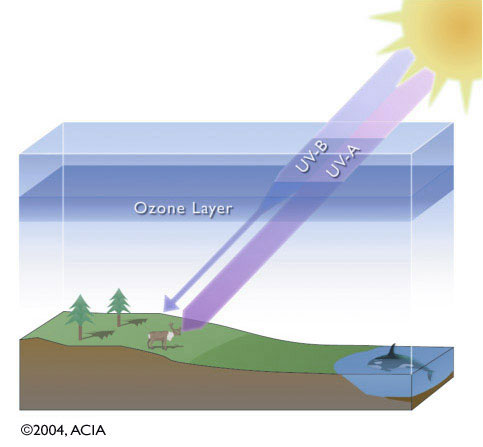 UV-B
UV-A
Ozone Layer
©2004, ACIA